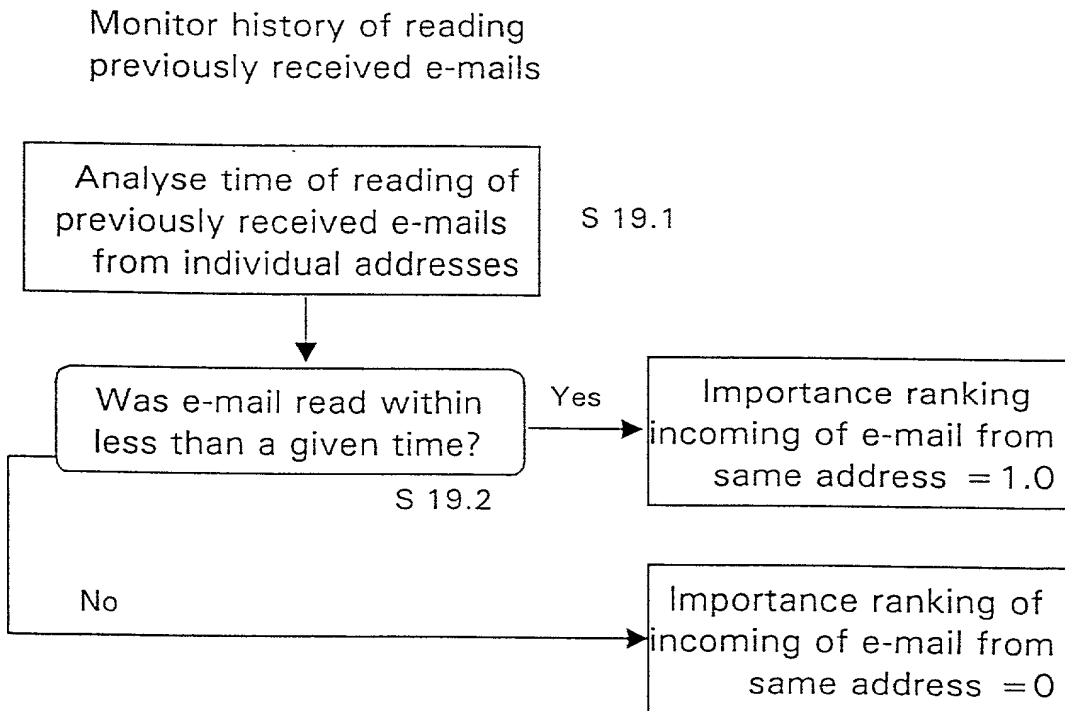 Monitor history of reading
previously received e-mails
Analyse time of reading of
previously received e-mails
from individual addresses
S 19.1
Was e-mail read within
less than a given time?
S 19.2
Yes
Importance ranking
incoming of e-mail from
same address = 1.0
No
Importance ranking of
incoming of e-mail from
same address = 0